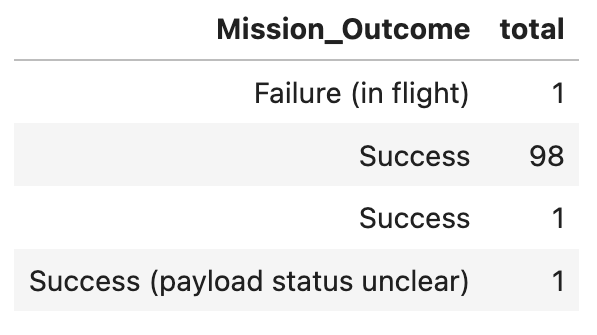 Mission_Outcome total
Failure (in flight) 1
Success 98
Success 1
Success (payload status unclear) 1